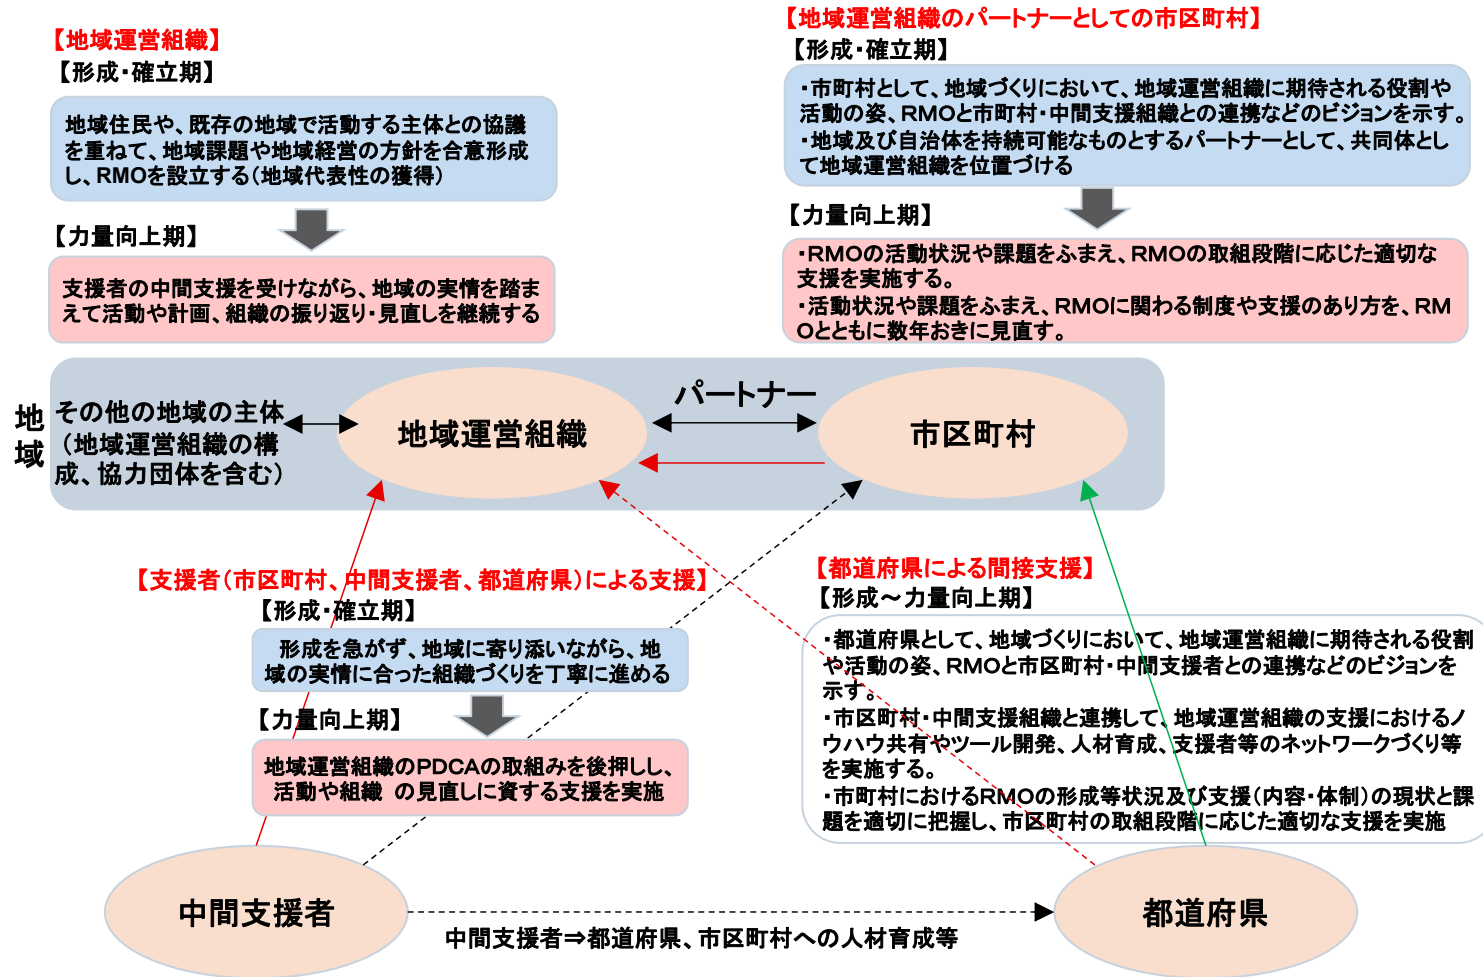 【地域運営組織】
【形成・確立期】
地域住民や、既存の地域で活動する主体との協議
を重ねて、地域課題や地域経営の方針を合意形成
し、RMOを設立する（地域代表性の獲得）
【力量向上期】
支援者の中間支援を受けながら、地域の実情を踏ま
えて活動や計画、組織の振り返り・見直しを継続する
【地域運営組織のパートナーとしての市区町村】
【形成・確立期】
・市町村として、地域づくりにおいて、地域運営組織に期待される役割や
活動の姿、RMOと市町村・中間支援組織との連携などのビジョンを示す。
・地域及び自治体を持続可能なものとするパートナーとして、共同体とし
て地域運営組織を位置づける
【力量向上期】
・RMOの活動状況や課題をふまえ、RMOの取組段階に応じた適切な
支援を実施する。
・活動状況や課題をふまえ、RMOに関わる制度や支援のあり方を、RM
Oとともに数年おきに見直す。
地
域
その他の地域の主体
（地域運営組織の構
成、協力団体を含む）
地域運営組織
パートナー
市区町村
【支援者（市区町村、中間支援者、都道府県）による支援】
【形成・確立期】
形成を急がず、地域に寄り添いながら、地
域の実情に合った組織づくりを丁寧に進める
【力量向上期】
地域運営組織のPDCAの取組みを後押しし、
活動や組織 の見直しに資する支援を実施
【都道府県による間接支援】
【形成～力量向上期】
・都道府県として、地域づくりにおいて、地域運営組織に期待される役割
や活動の姿、RMOと市区町村・中間支援者との連携などのビジョンを
示す。
・市区町村・中間支援組織と連携して、地域運営組織の支援におけるノ
ウハウ共有やツール開発、人材育成、支援者等のネットワークづくり等
を実施する。
・市町村におけるRMOの形成等状況及び支援（内容・体制）の現状と課
題を適切に把握し、市区町村の取組段階に応じた適切な支援を実施
中間支援者
都道府県
中間支援者⇒都道府県、市区町村への人材育成等